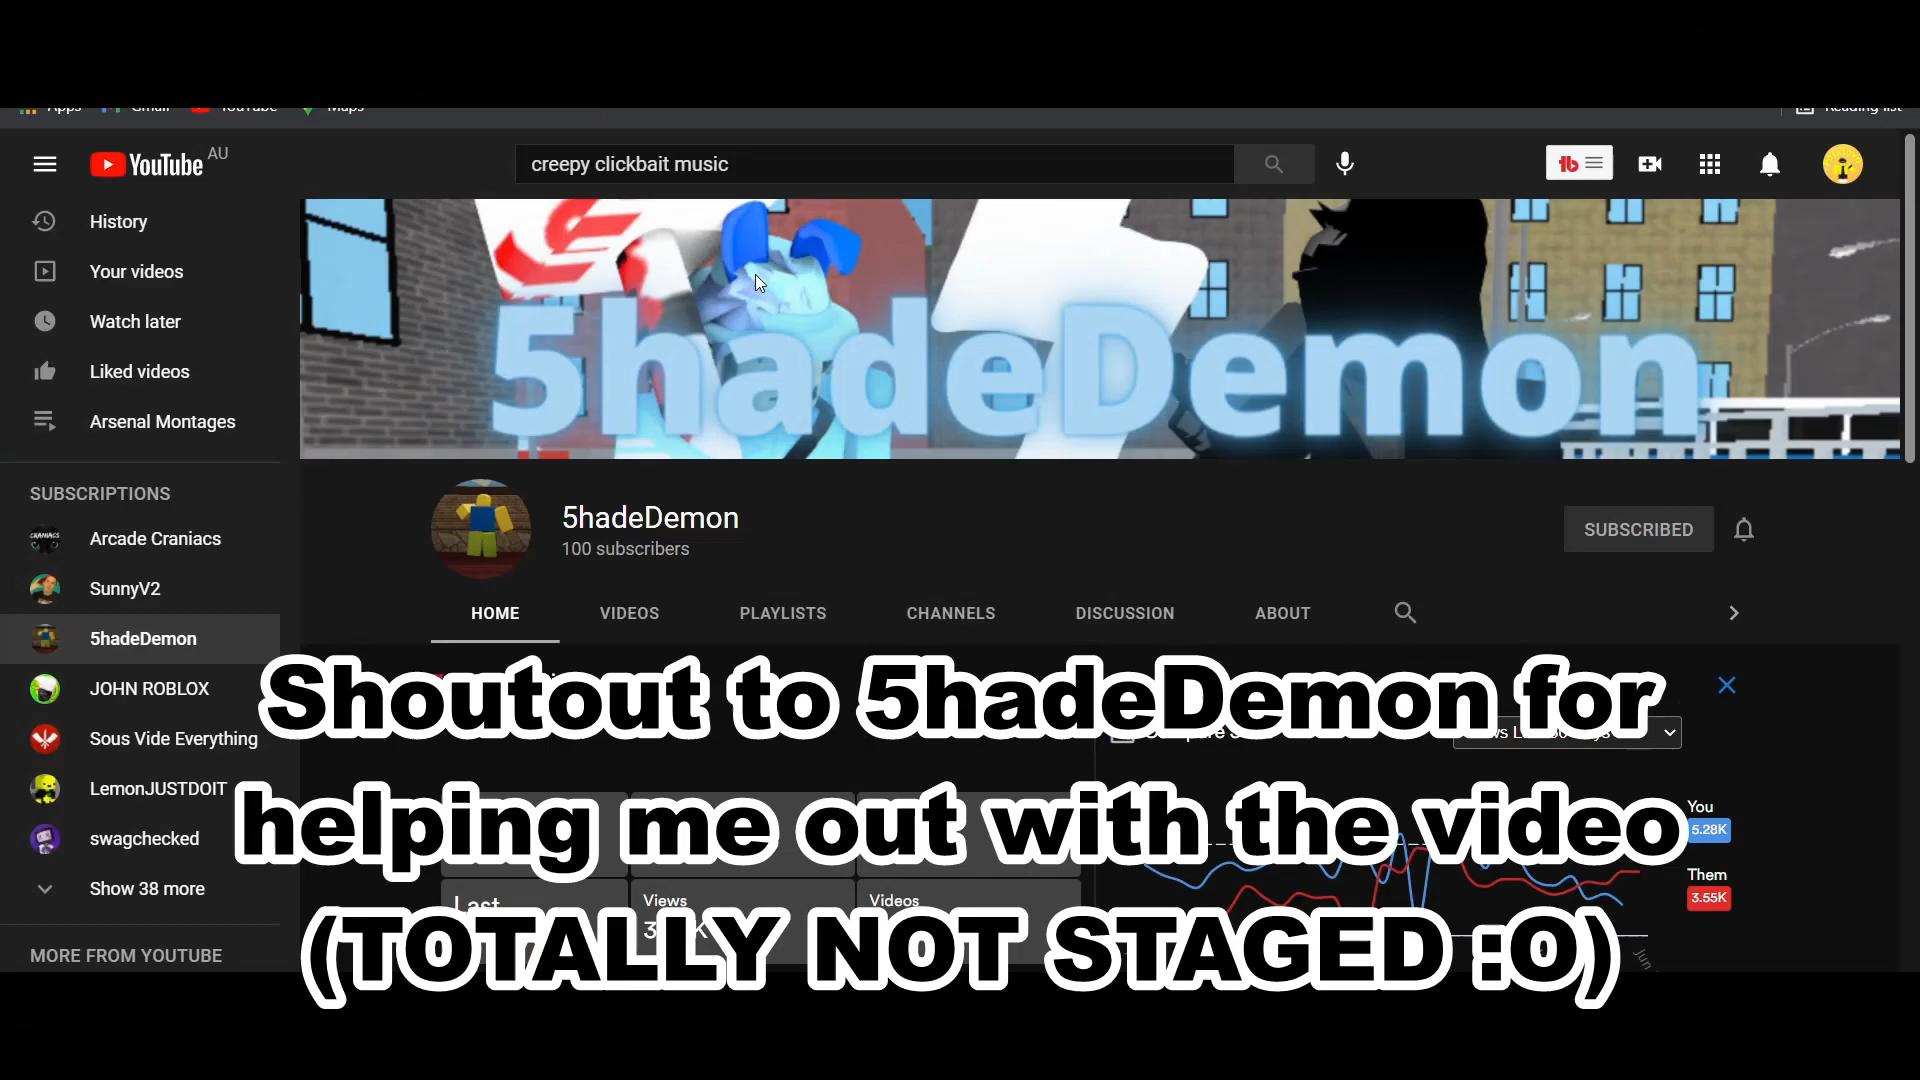 YouTube AU
creepy clickbait music
History
Your videos
Watch later
Liked videos
Arsenal Montages
SUBSCRIPTIONS
Arcade Craniacs
SunnyV2
5hadeDemon
JOHN ROBLOX
Sous Vide Everything
LemonJUSTDOIT
swagchecked
Show 38 more
MORE FROM YOUTUBE
5hadeDemon
5hadeDemon
100 subscribers
SUBSCRIBED
HOME VIDEOS PLAYLISTS CHANNELS DISCUSSION ABOUT
Shoutout to 5hadeDemon for
helping me out with the video
(TOTALLY NOT STAGED :O)
You
5.28K
Them
3.55K
Last
Views
Videos
Jun